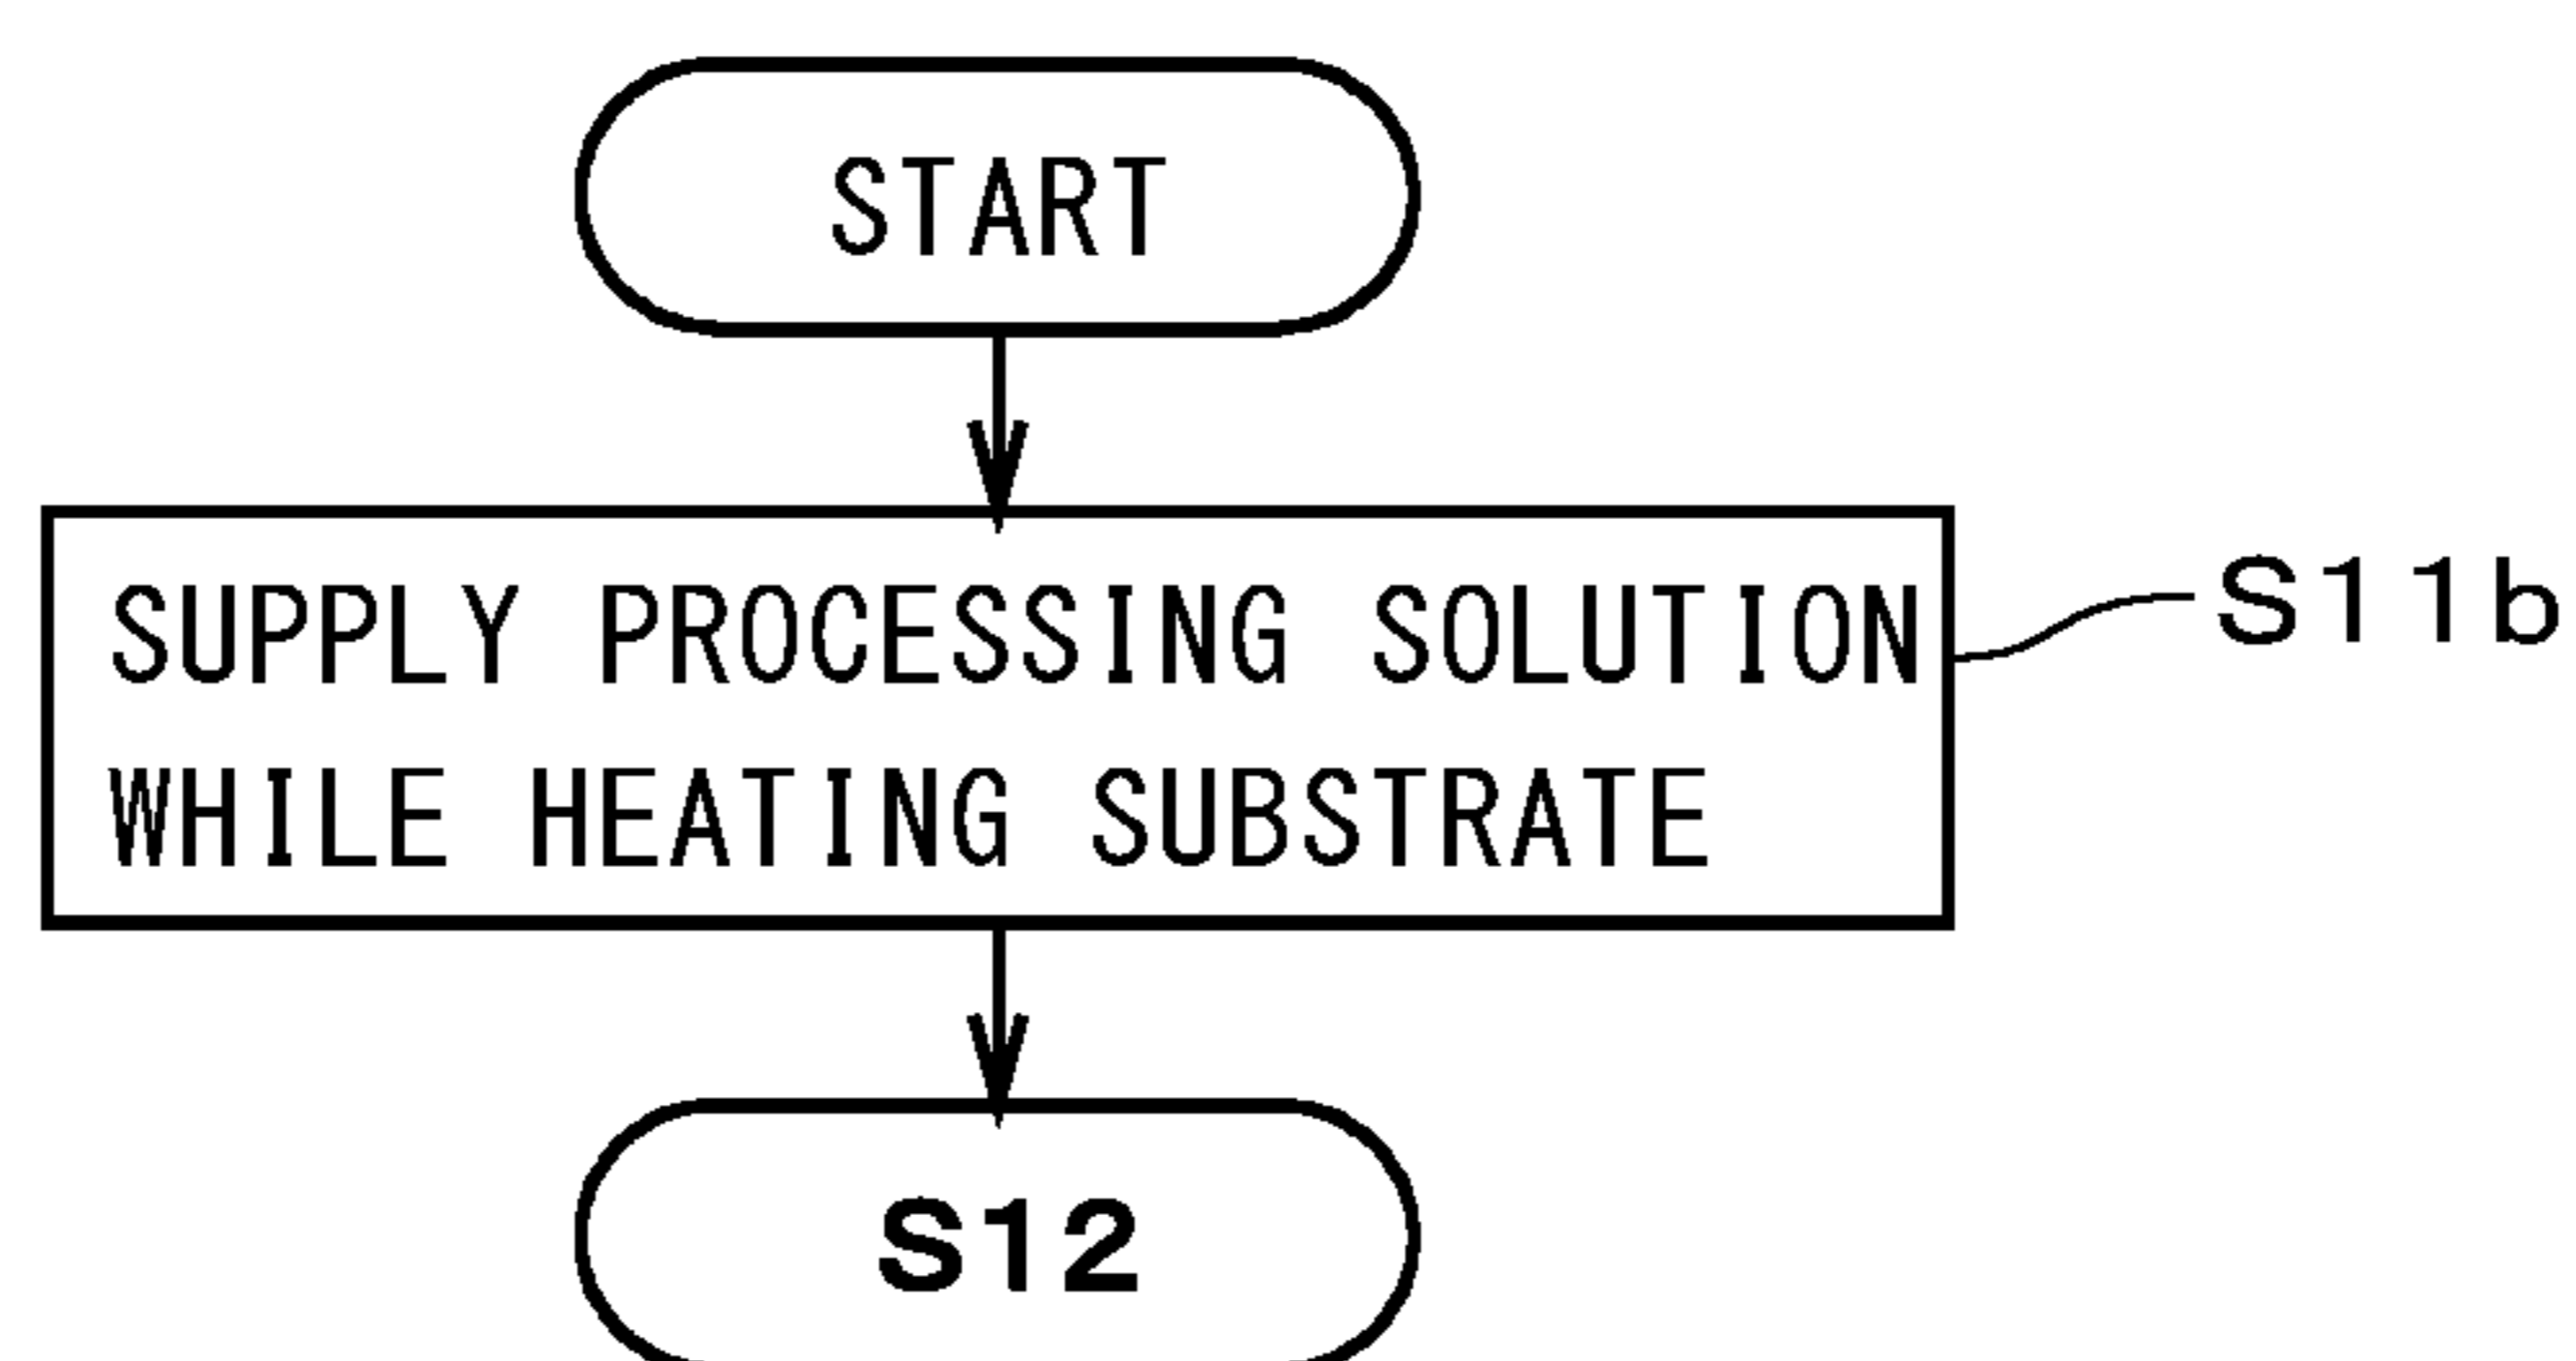 START
SUPPLY PROCESSING SOLUTION
WHILE HEATING SUBSTRATE
S11b
S12